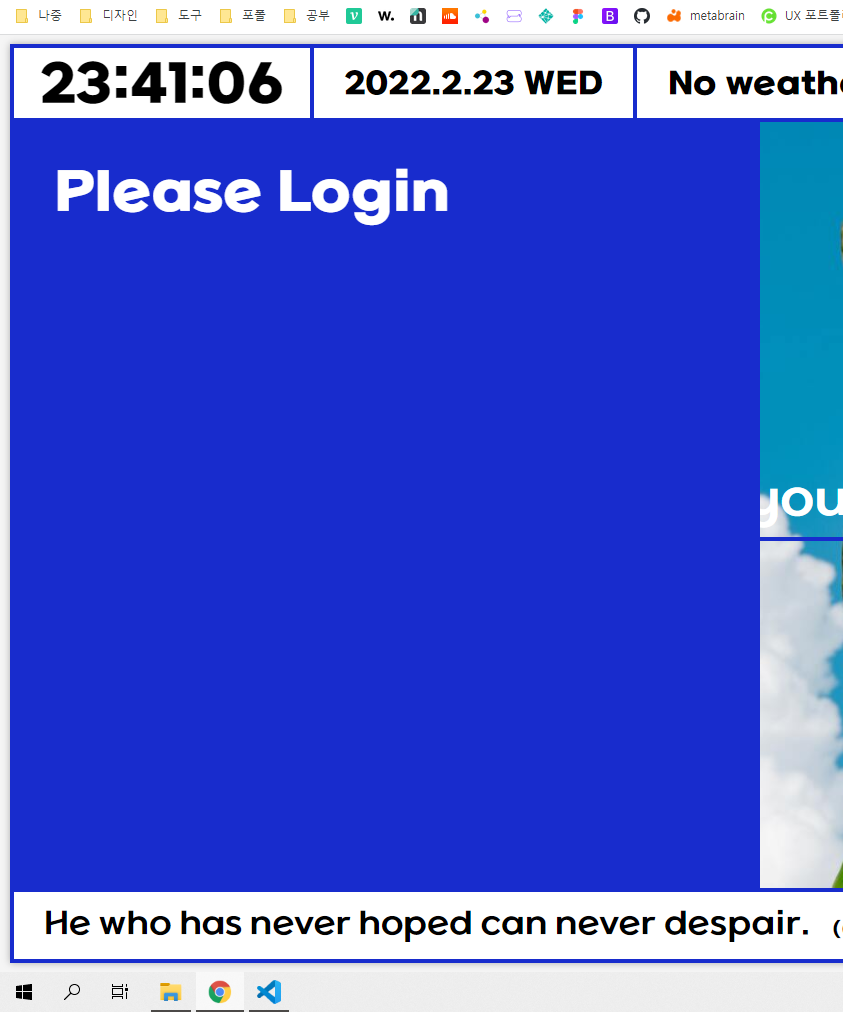 나중 디자인 도구 포폴 공부 metabrain UX 포트폴
23:41:06
2022.2.23 WED
No weath
Please Login
you
He who has never hoped can never despair.